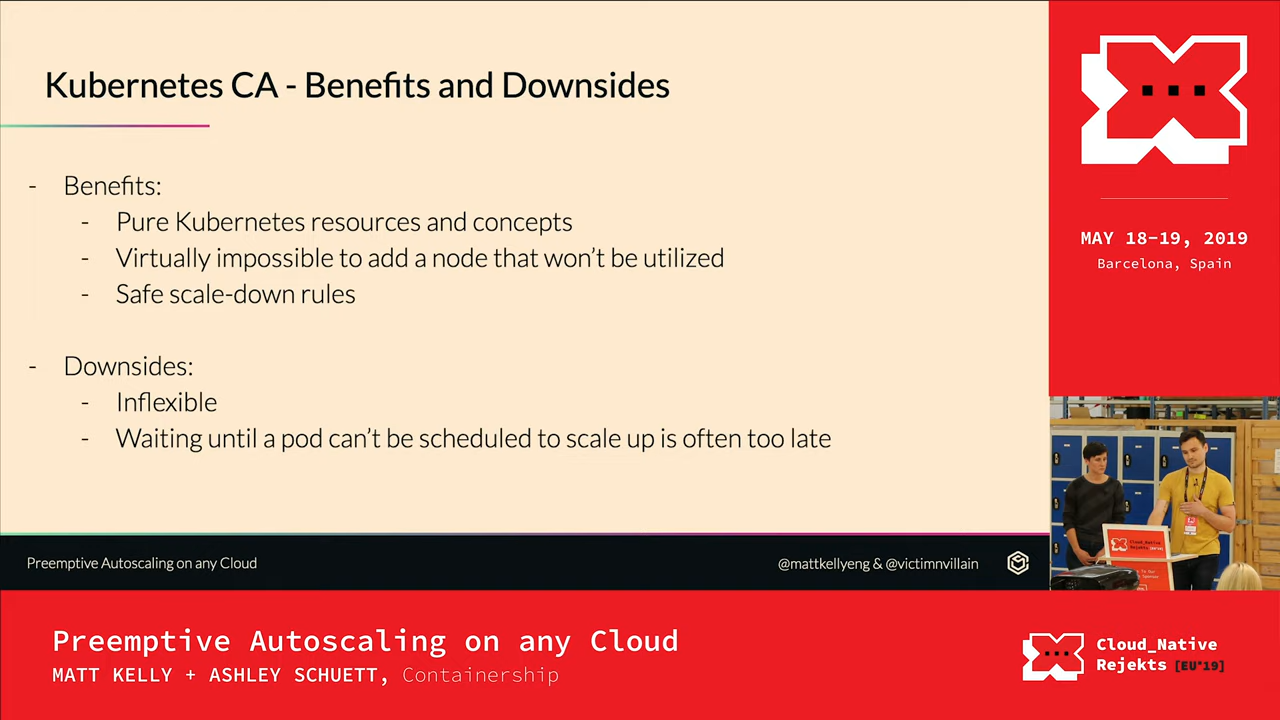 Kubernetes CA - Benefits and Downsides
- Benefits:
- Pure Kubernetes resources and concepts
- Virtually impossible to add a node that won't be utilized
- Safe scale-down rules
- Downsides:
- Inflexible
- Waiting until a pod can't be scheduled to scale up is often too late
Preemptive Autoscaling on any Cloud
@mattkellyeng & @victimnvillain
MAY 18-19, 2019
Barcelona, Spain
Cloud_Native
Rejekts
Preemptive Autoscaling on any Cloud
MATT KELLY + ASHLEY SCHUETT, Containership
Cloud_Native
Rejekts [EU*19]